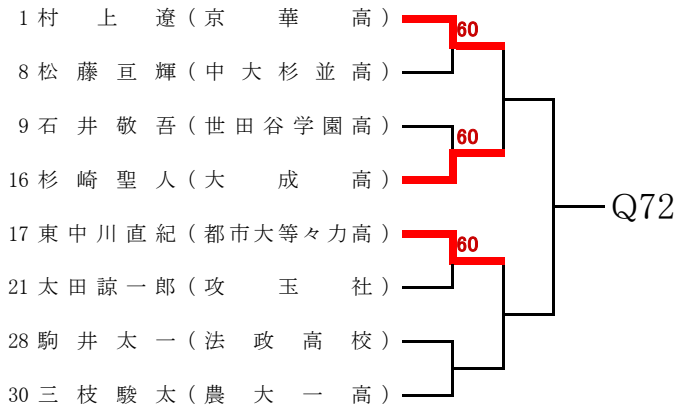 1 村上遼(京華高)
60
8 松藤亘輝(中大杉並高)
9 石井敬吾(世田谷学園高)
60
16 杉崎聖人(大成高)
Q72
17 東中川直紀(都市大等々力高)
60
21 太田諒一郎(攻玉社)
28 駒井太一(法政高校)
30 三枝駿太(農大一高)